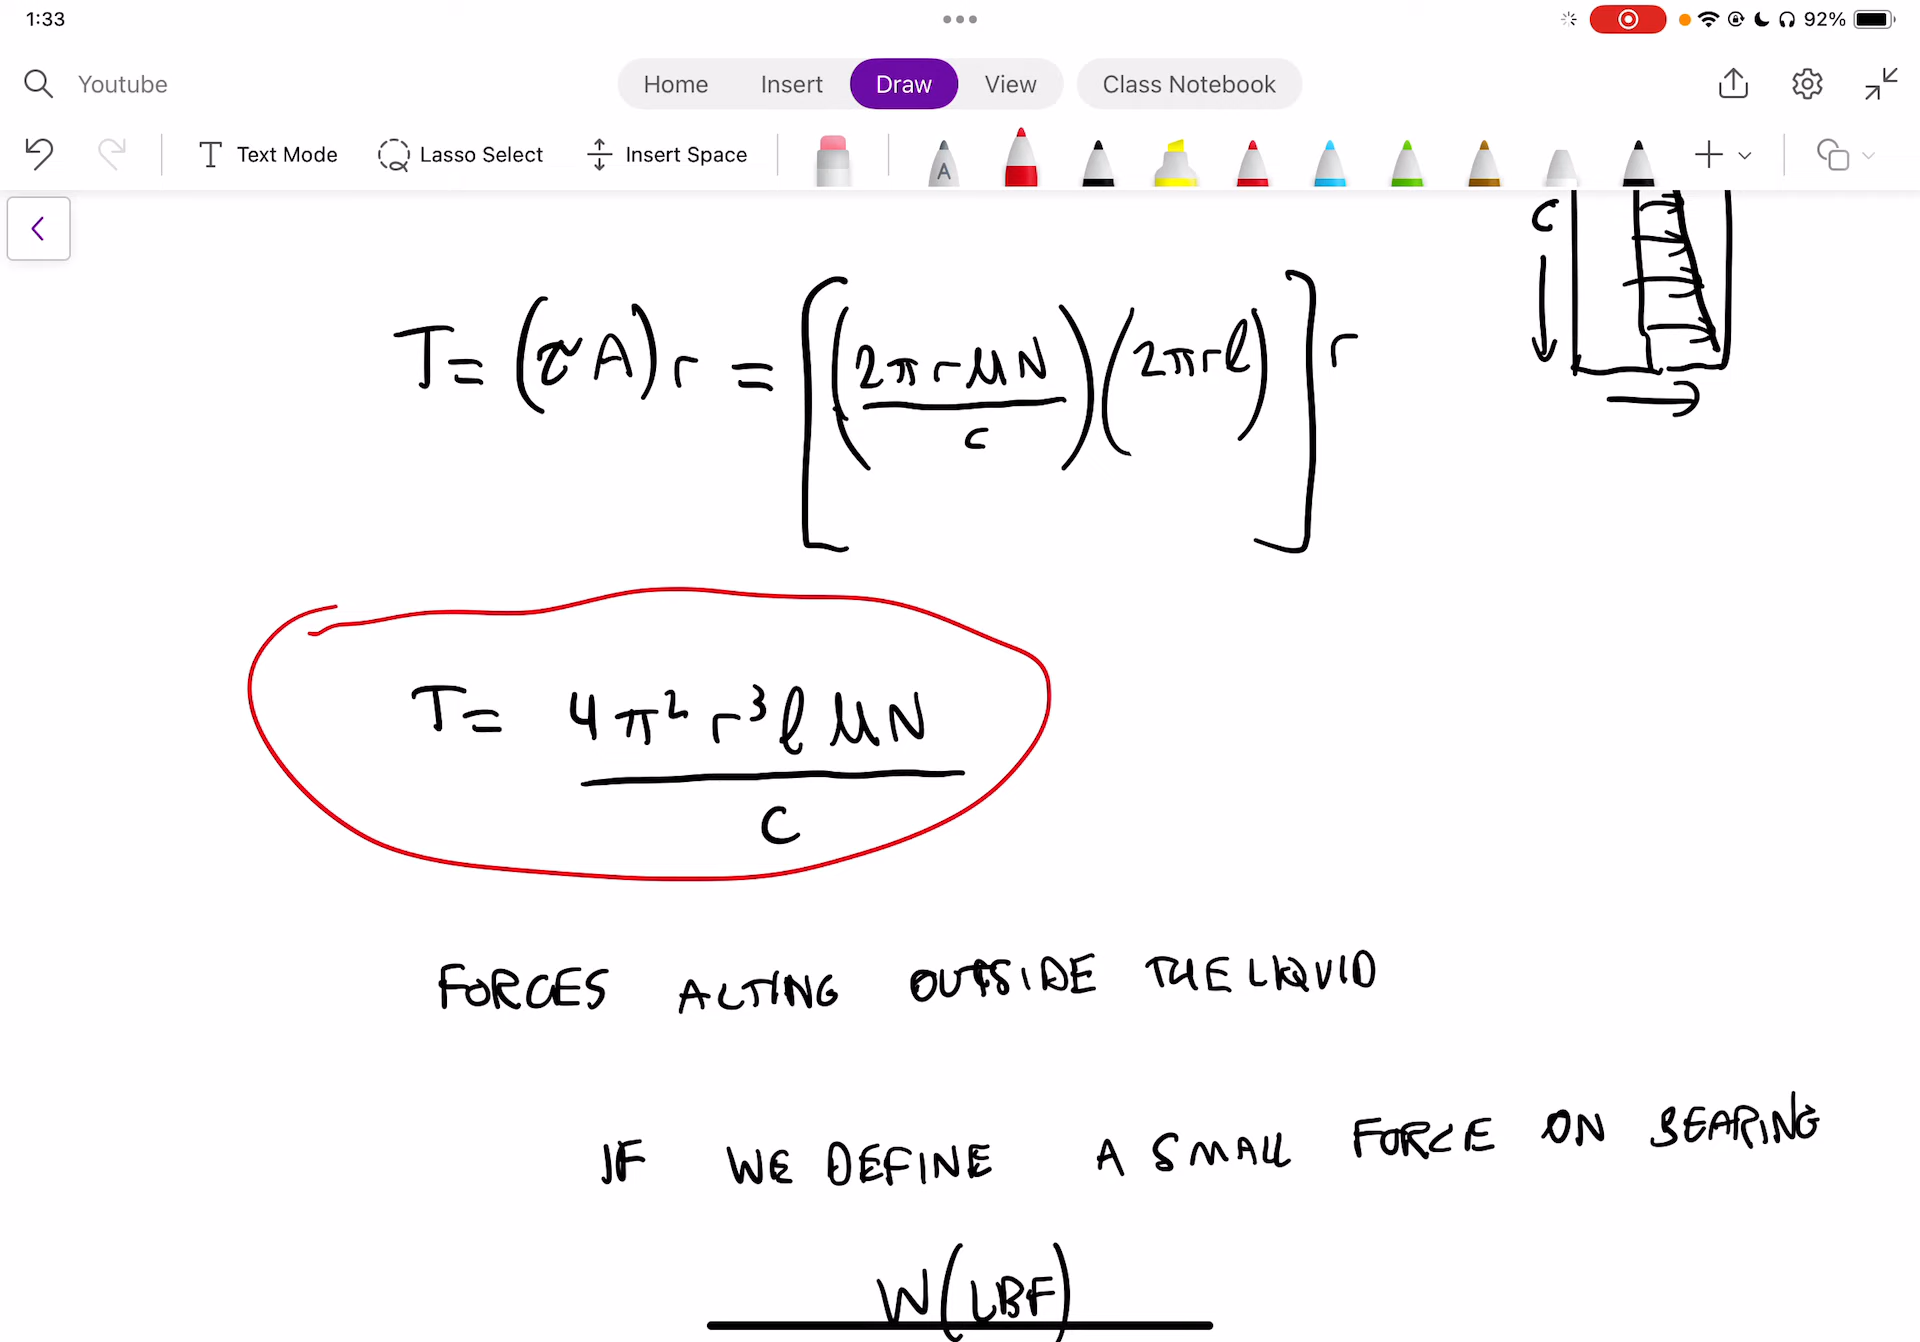 1:33
92%
Youtube
Home Insert Draw View Class Notebook
Text Mode Lasso Select Insert Space
A
C
T= (τA)r = [(2πrμN/c)(2πrl)]r
T= 4π²r³lμN/C
FORCES ACTING OUTSIDE THE LIQUID
IF WE DEFINE A SMALL FORCE ON BEARING
W(LBF)